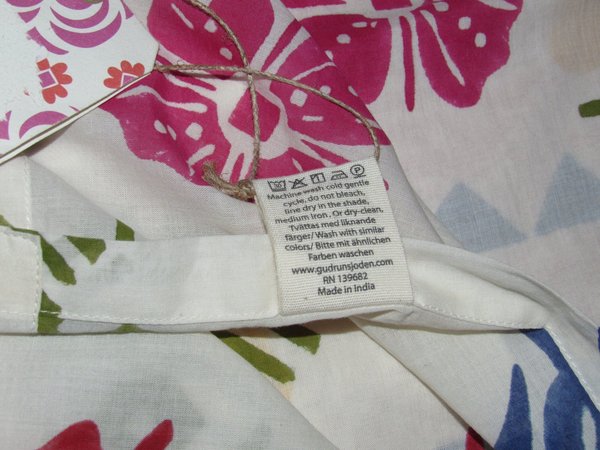 Machine wash cold gentle
cycle, do not bleach,
line dry in the shade,
medium iron. Or dry-clean.
Tvättas med liknande
färger/ Wash with similar
colors/ Bitte mit ähnlichen
Farben waschen
www.gudrunsjoden.com
RN 139682
Made in india